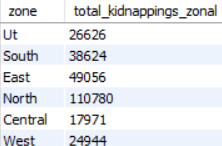 zone total_kidnappings_zonal
Ut 26626
South 38624
East 49056
North 110780
Central 17971
West 24944